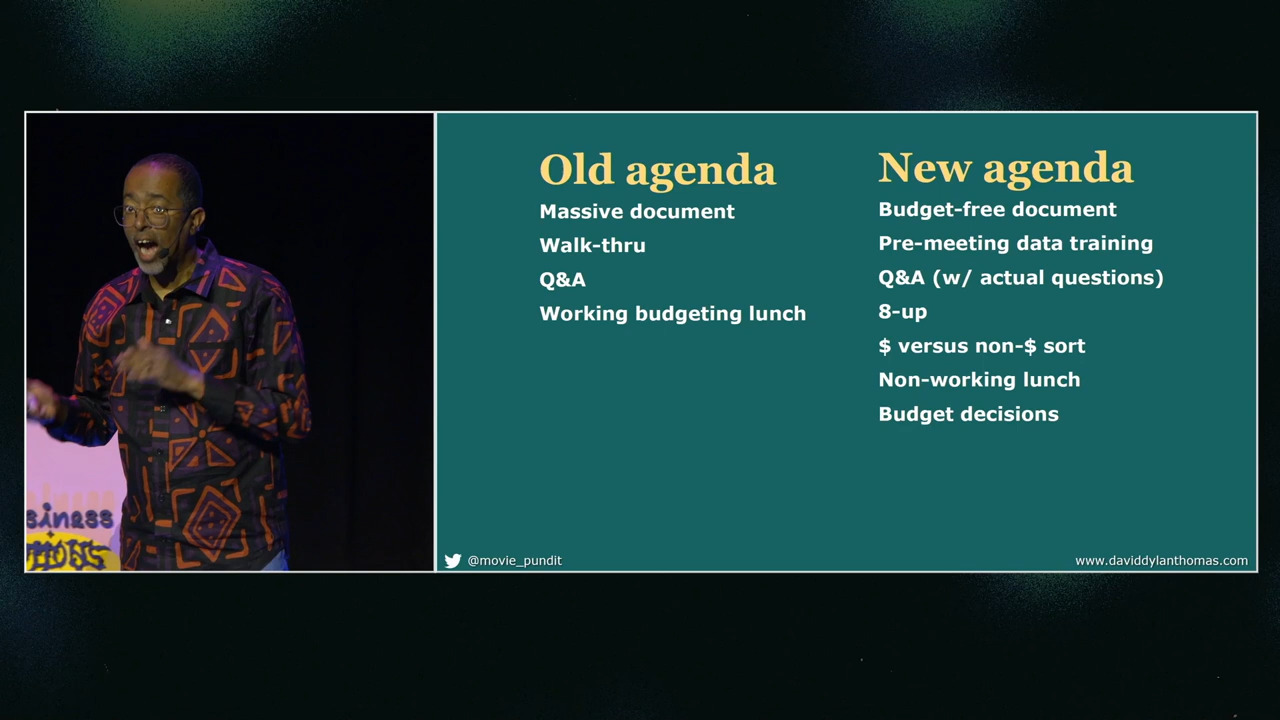 Old agenda
Massive document
Walk-thru
Q&A
Working budgeting lunch
New agenda
Budget-free document
Pre-meeting data training
Q&A (w/ actual questions)
8-up
$ versus non-$ sort
Non-working lunch
Budget decisions
@movie_pundit
www.daviddylanthomas.com